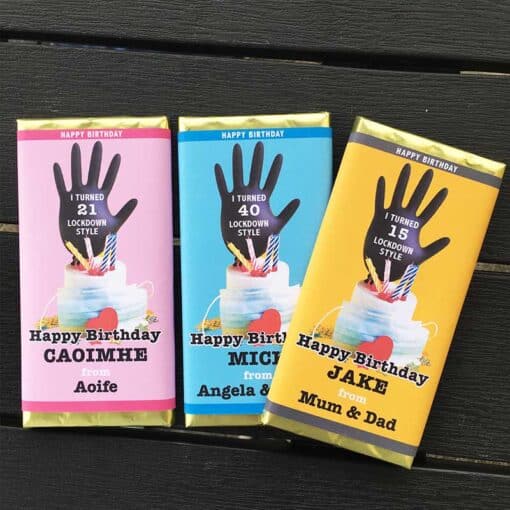 HAPPY BIRTHDAY
I TURNED
21
LOCKDOWN
STYLE
Happy Birthday
CAOIMHE
from
Aoife
HAPPY BIRTHDAY
I TURNED
40
LOCKDOWN
STYLE
Happy Birthday
from
Angela &
HAPPY BIRTHDAY
I TURNED
15
LOCKDOWN
STYLE
Happy Birthday
JAKE
from
Mum & Dad